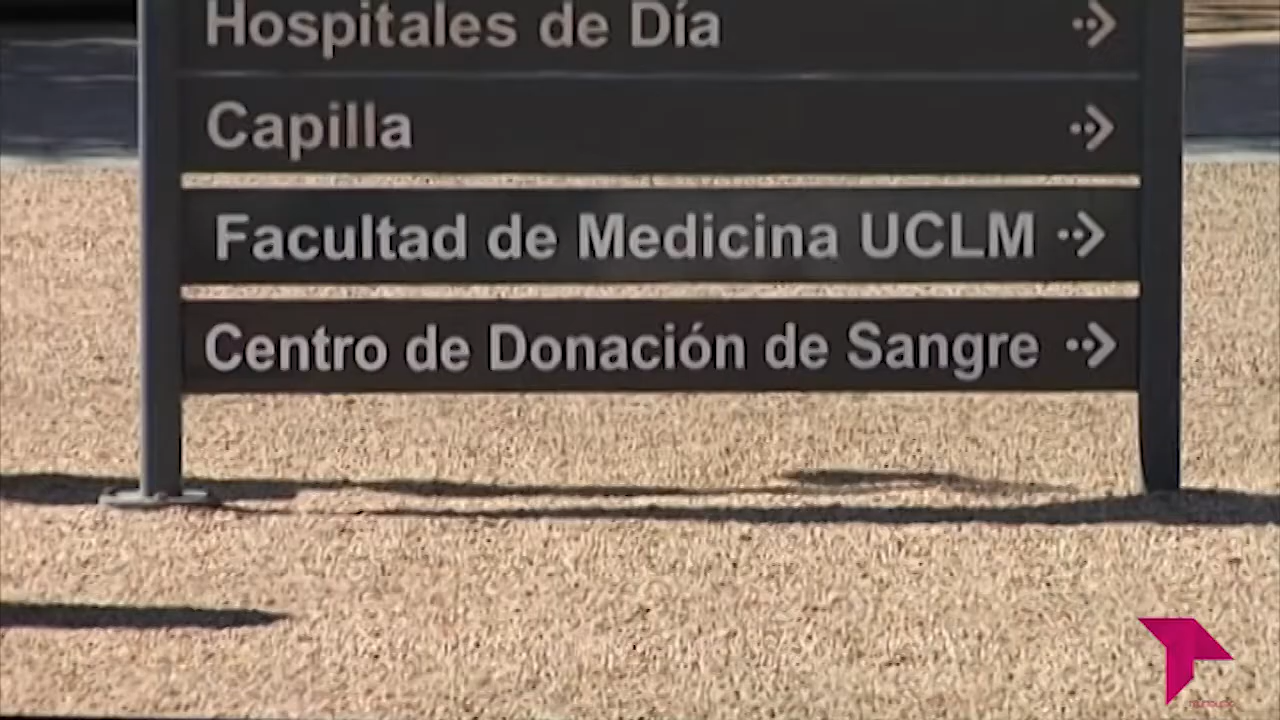 Hospitales de Día
Capilla
Facultad de Medicina UCLM
Centro de Donación de Sangre